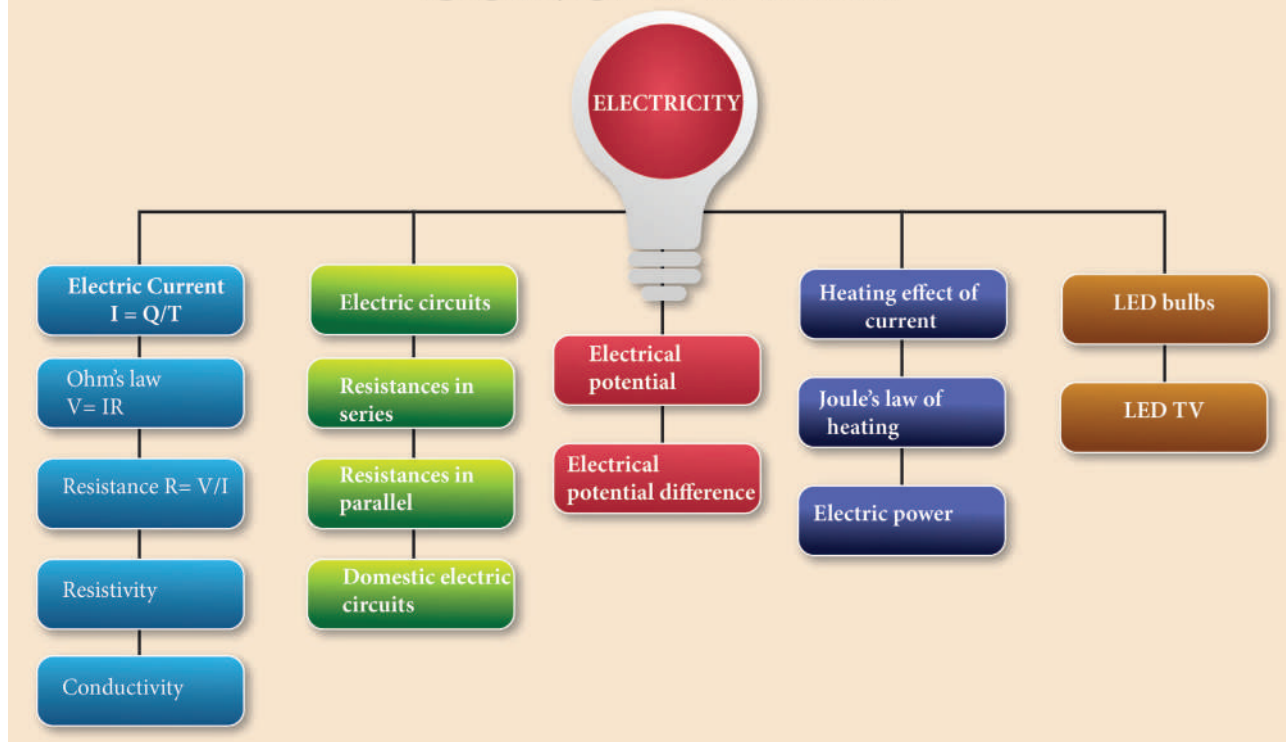 ELECTRICITY
Electric Current
I = Q/T
Ohm's law
V= IR
Resistance R= V/I
Resistivity
Conductivity
Electric circuits
Resistances in
series
Resistances in
parallel
Domestic electric
circuits
Electrical
potential
Electrical
potential difference
Heating effect of
current
Joule's law of
heating
Electric power
LED bulbs
LED TV